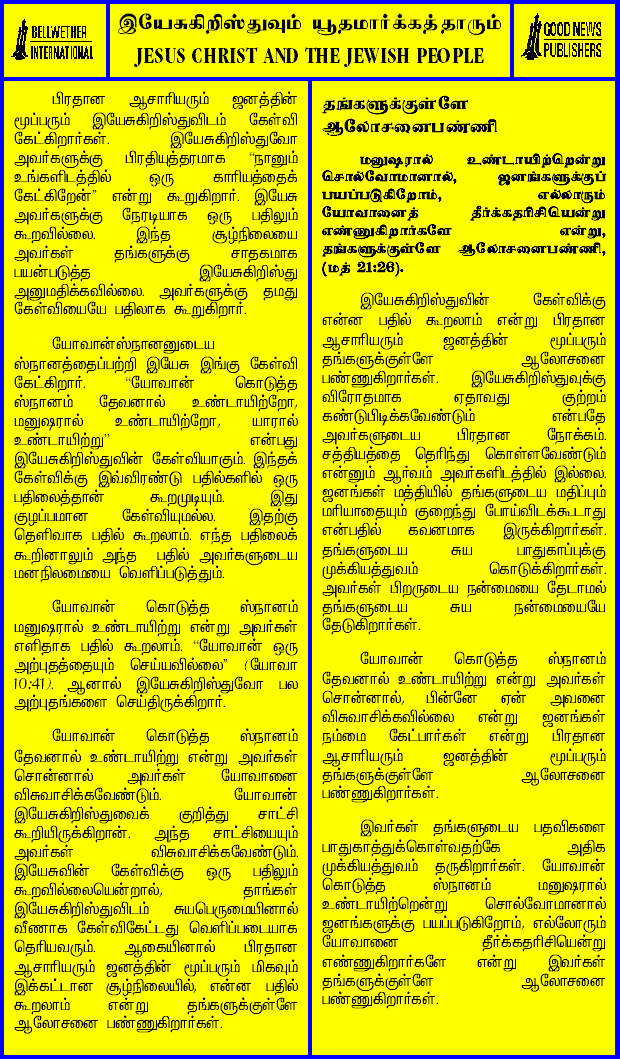 BELLWETHER
INTERNATIONAL
இயேசுகிறிஸ்துவும் யூதமார்க்கத்தாரும்
JESUS CHRIST AND THE JEWISH PEOPLE
GOOD NEWS
PUBLISHERS
பிரதான ஆசாரியரும் ஜனத்தின்
மூப்பரும் இயேசுகிறிஸ்துவிடம் கேள்வி
கேட்கிறார்கள். இயேசுகிறிஸ்துவோ
அவர்களுக்கு பிரதியுத்தரமாக “நானும்
உங்களிடத்தில் ஒரு காரியத்தைக்
கேட்கிறேன்” என்று கூறுகிறார். இயேசு
அவர்களுக்கு நேரடியாக ஒரு பதிலும்
கூறவில்லை. இந்த சூழ்நிலையை
அவர்கள் தங்களுக்கு சாதகமாக
பயன்படுத்த இயேசுகிறிஸ்து
அனுமதிக்கவில்லை. அவர்களுக்கு தமது
கேள்வியையே பதிலாக கூறுகிறார்.
யோவான்ஸ்நானனுடைய
ஸ்நானத்தைப்பற்றி இயேசு இங்கு கேள்வி
கேட்கிறார். “யோவான் கொடுத்த
ஸ்நானம் தேவனால் உண்டாயிற்றோ,
மனுஷரால் உண்டாயிற்றோ, யாரால்
உண்டாயிற்று” என்பது
இயேசுகிறிஸ்துவின் கேள்வியாகும். இந்தக்
கேள்விக்கு இவ்விரண்டு பதில்களில் ஒரு
பதிலைத்தான் கூறமுடியும். இது
குழப்பமான கேள்வியுமல்ல. இதற்கு
தெளிவாக பதில் கூறலாம். எந்த பதிலைக்
கூறினாலும் அந்த பதில் அவர்களுடைய
மனநிலமையை வெளிப்படுத்தும்.
யோவான் கொடுத்த ஸ்நானம்
மனுஷரால் உண்டாயிற்று என்று அவர்கள்
எளிதாக பதில் கூறலாம். “யோவான் ஒரு
அற்புதத்தையும் செய்யவில்லை” (யோவா
10:41). ஆனால் இயேசுகிறிஸ்துவோ பல
அற்புதங்களை செய்திருக்கிறார்.
யோவான் கொடுத்த ஸ்நானம்
தேவனால் உண்டாயிற்று என்று அவர்கள்
சொன்னால் அவர்கள் யோவானை
விசுவாசிக்கவேண்டும். யோவான்
இயேசுகிறிஸ்துவைக் குறித்து சாட்சி
கூறியிருக்கிறான். அந்த சாட்சியையும்
அவர்கள் விசுவாசிக்கவேண்டும்.
இயேசுவின் கேள்விக்கு ஒரு பதிலும்
கூறவில்லையென்றால், தாங்கள்
இயேசுகிறிஸ்துவிடம் சுயபெருமையினால்
வீணாக கேள்விகேட்டது வெளிப்படையாக
தெரியவரும். ஆகையினால் பிரதான
ஆசாரியரும் ஜனத்தின் மூப்பரும் மிகவும்
இக்கட்டான சூழ்நிலையில், என்ன பதில்
கூறலாம் என்று தங்களுக்குள்ளே
ஆலோசனை பண்ணுகிறார்கள்.
தங்களுக்குள்ளே
ஆலோசனைபண்ணி
மனுஷரால் உண்டாயிற்றென்று
சொல்வோமானால், ஜனங்களுக்குப்
பயப்படுகிறோம், எல்லாரும்
யோவானைத் தீர்க்கதரிசியென்று
எண்ணுகிறார்களே என்று,
தங்களுக்குள்ளே ஆலோசனைபண்ணி,
(மத் 21:26).
இயேசுகிறிஸ்துவின் கேள்விக்கு
என்ன பதில் கூறலாம் என்று பிரதான
ஆசாரியரும் ஜனத்தின் மூப்பரும்
தங்களுக்குள்ளே ஆலோசனை
பண்ணுகிறார்கள். இயேசுகிறிஸ்துவுக்கு
விரோதமாக ஏதாவது குற்றம்
கண்டுபிடிக்கவேண்டும் என்பதே
அவர்களுடைய பிரதான நோக்கம்.
சத்தியத்தை தெரிந்து கொள்ளவேண்டும்
என்னும் ஆர்வம் அவர்களிடத்தில் இல்லை.
ஜனங்கள் மத்தியில் தங்களுடைய மதிப்பும்
மரியாதையும் குறைந்து போய்விடக்கூடாது
என்பதில் கவனமாக இருக்கிறார்கள்.
தங்களுடைய சுய பாதுகாப்புக்கு
முக்கியத்துவம் கொடுக்கிறார்கள்.
அவர்கள் பிறருடைய நன்மையை தேடாமல்
தங்களுடைய சுய நன்மையையே
தேடுகிறார்கள்.
யோவான் கொடுத்த ஸ்நானம்
தேவனால் உண்டாயிற்று என்று அவர்கள்
சொன்னால், பின்னே ஏன் அவனை
விசுவாசிக்கவில்லை என்று ஜனங்கள்
நம்மை கேட்பார்கள் என்று பிரதான
ஆசாரியரும் ஜனத்தின் மூப்பரும்
தங்களுக்குள்ளே ஆலோசனை
பண்ணுகிறார்கள்.
இவர்கள் தங்களுடைய பதவிகளை
பாதுகாத்துக்கொள்வதற்கே அதிக
முக்கியத்துவம் தருகிறார்கள். யோவான்
கொடுத்த ஸ்நானம் மனுஷரால்
உண்டாயிற்றென்று சொல்வோமானால்
ஜனங்களுக்கு பயப்படுகிறோம், எல்லோரும்
யோவானை தீர்க்கதரிசியென்று
எண்ணுகிறார்களே என்று இவர்கள்
தங்களுக்குள்ளே ஆலோசனை
பண்ணுகிறார்கள்.